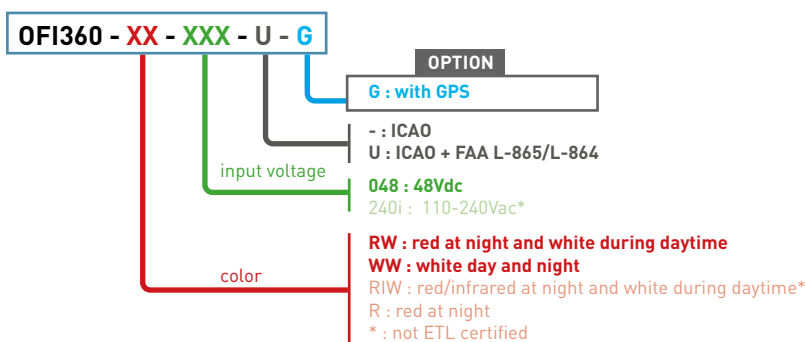 OFI360 - XX - XXX - U - G
OPTION
G : with GPS
- : ICAO
U : ICAO + FAA L-865/L-864
input voltage
048 : 48Vdc
240i : 110-240Vac*
RW : red at night and white during daytime
WW : white day and night
color
RIW : red/infrared at night and white during daytime*
R : red at night
* : not ETL certified